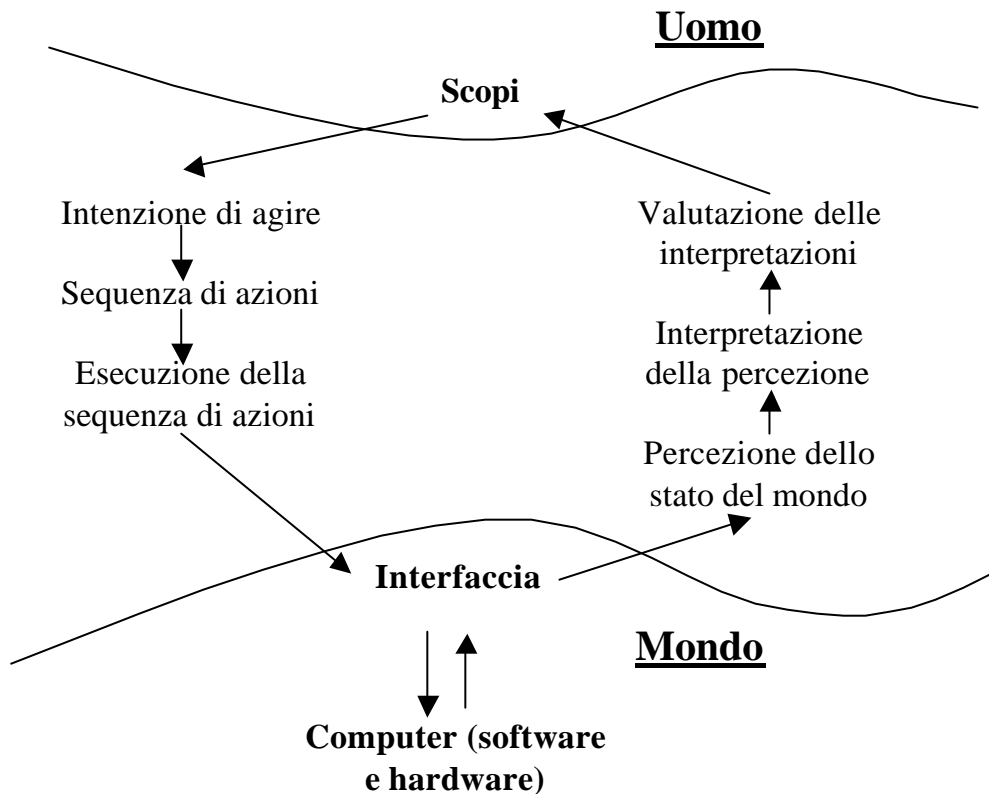 Uomo
Scopi
Intenzione di agire
Sequenza di azioni
Esecuzione della
sequenza di azioni
Valutazione delle
interpretazioni
Interpretazione
della percezione
Percezione dello
stato del mondo
Interfaccia
Mondo
Computer (software
e hardware)